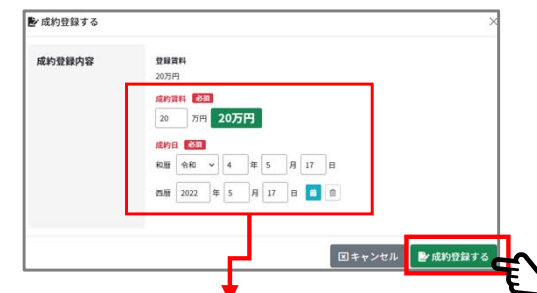 成約登録する
成約登録内容
登録賃料
20万円
成約賃料 必須
20 万円 20万円
成約日 必須
和暦 令和 4 年 5 月 17 日
西暦 2022 年 5 月 17 日
キャンセル 成約登録する